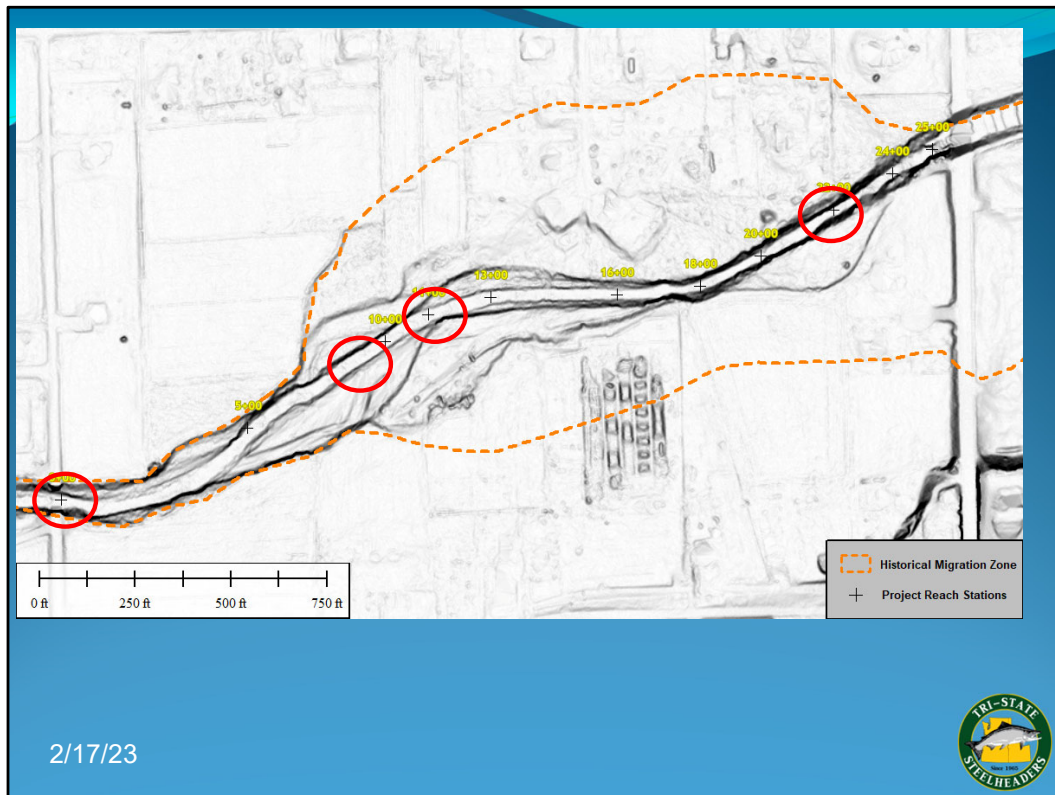 25+00
24+00
20+00
18+00
16+00
13+00
10+00
5+00
0 ft 250 ft 500 ft 750 ft
Historical Migration Zone
Project Reach Stations
2/17/23
TRI-STATE
Since 1965
STEELHEADERS